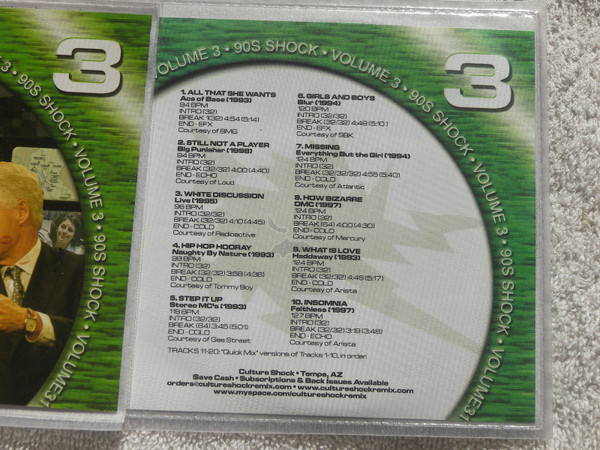 3
SHOCK • VOLUME 3 • 90S SHOCK • VOLUME
3
VOLUME 3 • 90S SHOCK • VOLUME 3 • 90S SHOCK • VOLUME 3 • 90S SHOCK • VOLUME
1. ALL THAT SHE WANTS
Ace of Base (1993)
94 BPM
INTRO (32)
BREAK (32) 4:54 (5:14)
END - EFX
Courtesy of BMG
2. STILL NOT A PLAYER
Big Punisher (1998)
94 BPM
INTRO (32)
BREAK (32/32) 4:00 (4:40)
END - ECHO
Courtesy of Loud
3. WHITE DISCUSSION
Live (1995)
96 BPM
INTRO (32/32)
BREAK (32/32) 4:10 (4:45)
END - COLD
Courtesy of Radioactive
4. HIP HOP HOORAY
Naughty By Nature (1993)
99 BPM
INTRO (32/32)
BREAK (32/32) 3:58 (4:38)
END - COLD
Courtesy of Tommy Boy
5. STEP IT UP
Stereo MC's (1993)
118 BPM
INTRO (32/32)
BREAK (64) 3:45 (5:01)
END - COLD
Courtesy of Gee Street
6. GIRLS AND BOYS
Blur (1994)
120 BPM
INTRO (32/32)
BREAK (32/32) 4:49 (5:10)
END - EFX
Courtesy of SBK
7. MISSING
Everything But the Girl (1994)
124 BPM
INTRO (32)
BREAK (32/32/32) 4:55 (5:40)
END - COLD
Courtesy of Atlantic
8. HOW BIZARRE
OMC (1997)
124 BPM
INTRO (32)
BREAK (64) 4:00 (4:30)
END - COLD
Courtesy of Mercury
9. WHAT IS LOVE
Haddaway (1993)
124 BPM
INTRO (32)
BREAK (32/32) 4:46 (5:17)
END - COLD
Courtesy of Arista
10. INSOMNIA
Faithless (1997)
127 BPM
INTRO (32)
BREAK (32/32) 3:19 (3:48)
END - ECHO
Courtesy of Arista
TRACKS 11-20: "Quick Mix" versions of Tracks 1-10, in order.
Culture Shock • Tempe, AZ
Save Cash • Subscriptions & Back Issues Available
orders@cultureshockremix.com • www.cultureshockremix.com
www.myspace.com/cultureshockremix